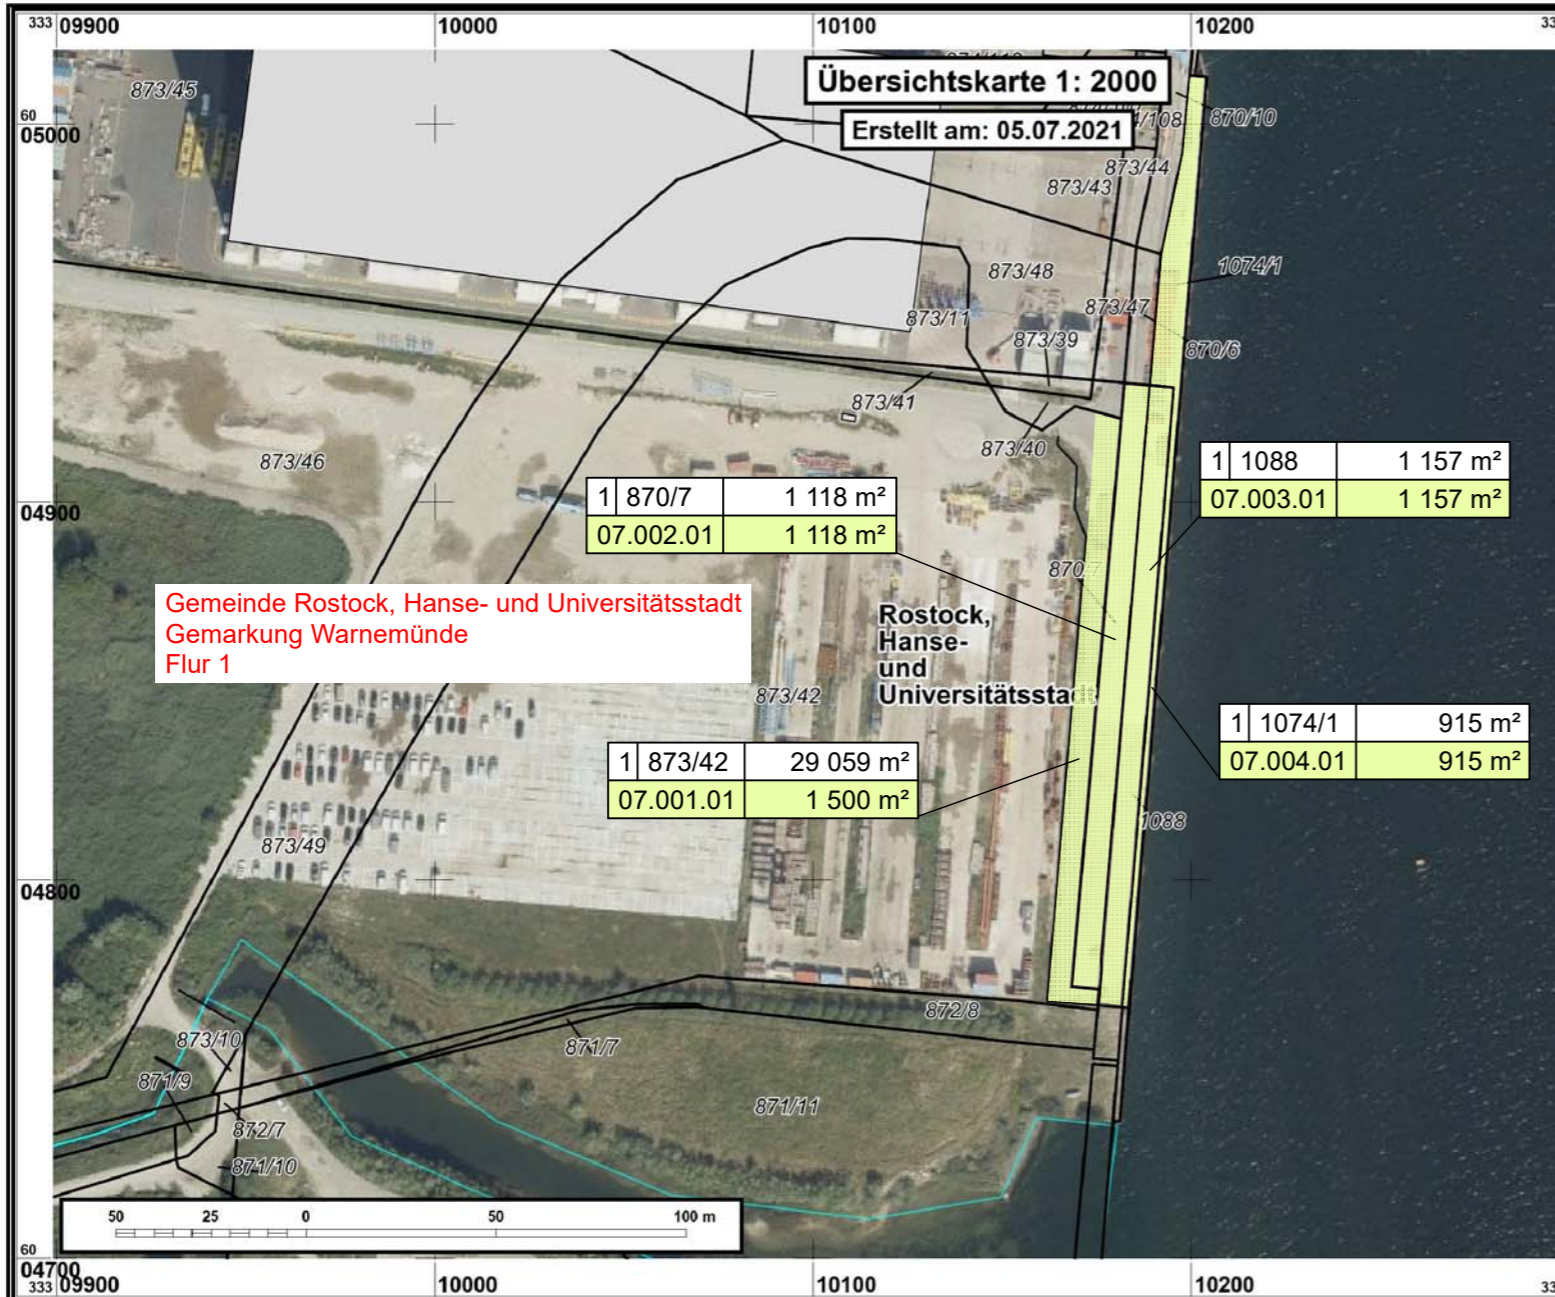 333 09900 10000 10100 10200 33
Übersichtskarte 1: 2000
Erstellt am: 05.07.2021
60
05000
873/45
870/10
873/44
873/43
1074/1
873/48
873/11
873/47
873/39
870/6
873/41
873/40
873/46
04900
1 870/7 1 118 m²
07.002.01 1 118 m²
1 1088 1 157 m²
07.003.01 1 157 m²
870/7
Gemeinde Rostock, Hanse- und Universitätsstadt
Gemarkung Warnemünde
Flur 1
Rostock,
Hanse-
und
Universitätsstadt
873/42
1 873/42 29 059 m²
07.001.01 1 500 m²
1 1074/1 915 m²
07.004.01 915 m²
1088
873/49
04800
872/8
873/10
871/7
871/9
871/11
872/7
871/10
50 25 0 50 100 m
60
04700
333 09900 10000 10100 10200 33